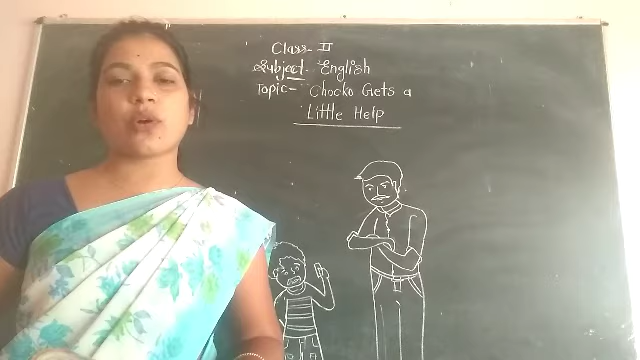 Class- II
Subject- English
Topic- Chocko Gets a
Little Help